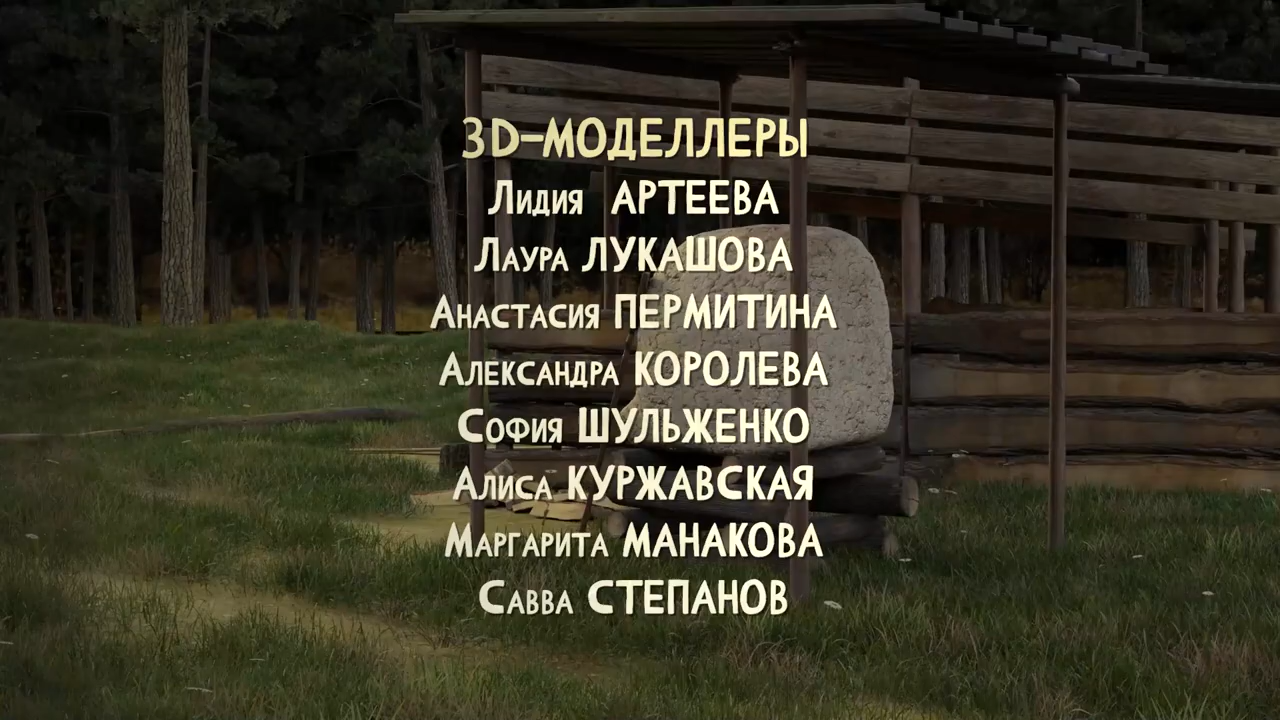 3D-МОДЕЛЛЕРЫ
Лидия АРТЕЕВА
Лаура ЛУКАШОВА
Анастасия ПЕРМИТИНА
Александра КОРОЛЕВА
София ШУЛЬЖЕНКО
Алиса КУРЖАВСКАЯ
Маргарита МАНАКОВА
Савва СТЕПАНОВ